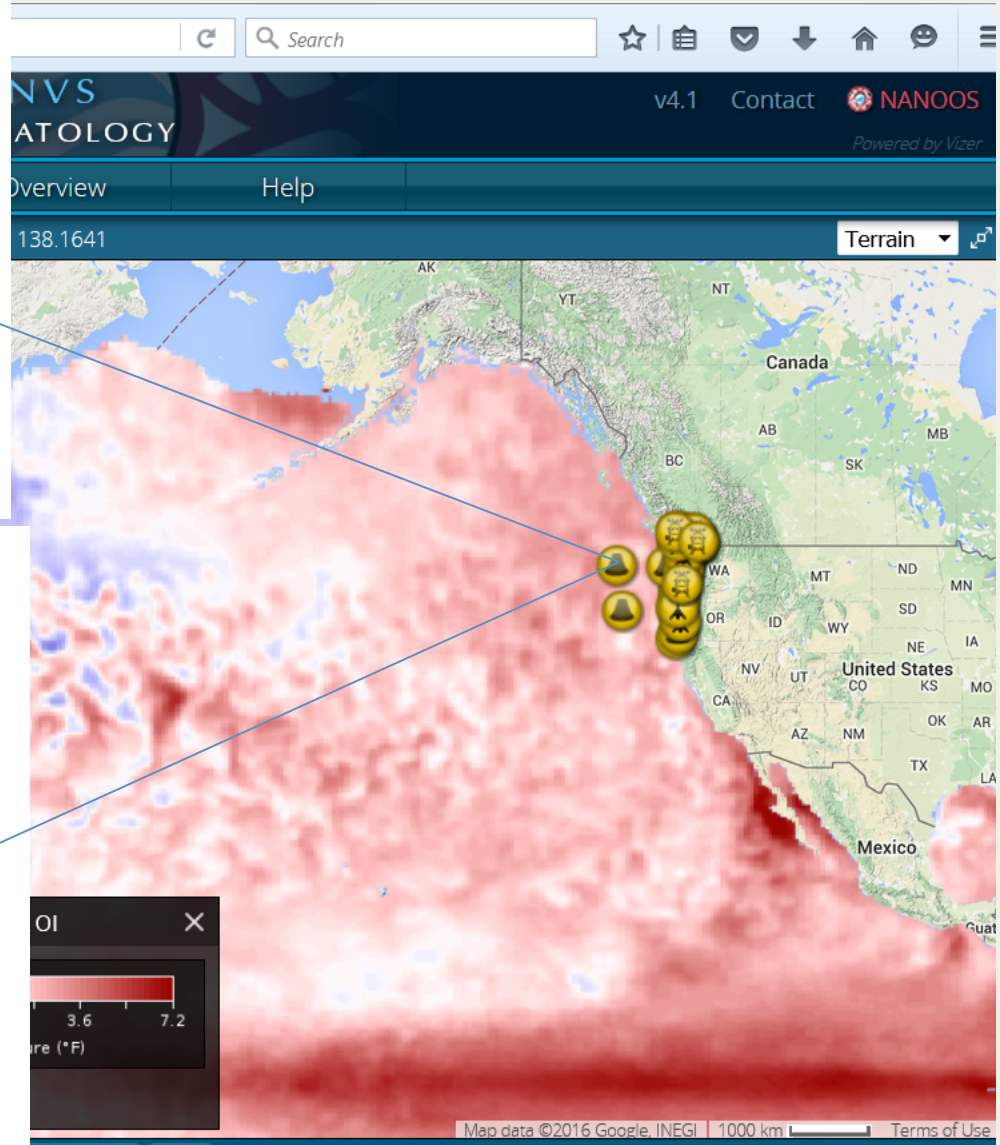 Search
NVS
ATOLOGY
v4.1 Contact NANOOS
Powered by Vizer
Overview Help
138.1641
Terrain
AK
YT
NT
Canada
AB
MB
BC
SK
WA
MT
ND
MN
OR
ID
SD
WY
NE
IA
NV
UT
United States
CO
KS
MO
CA
OK
AR
AZ
NM
TX
LA
Mexico
Guat
OI
3.6 7.2
ure (°F)
Map data ©2016 Google, INEGI 1000 km Terms of Use